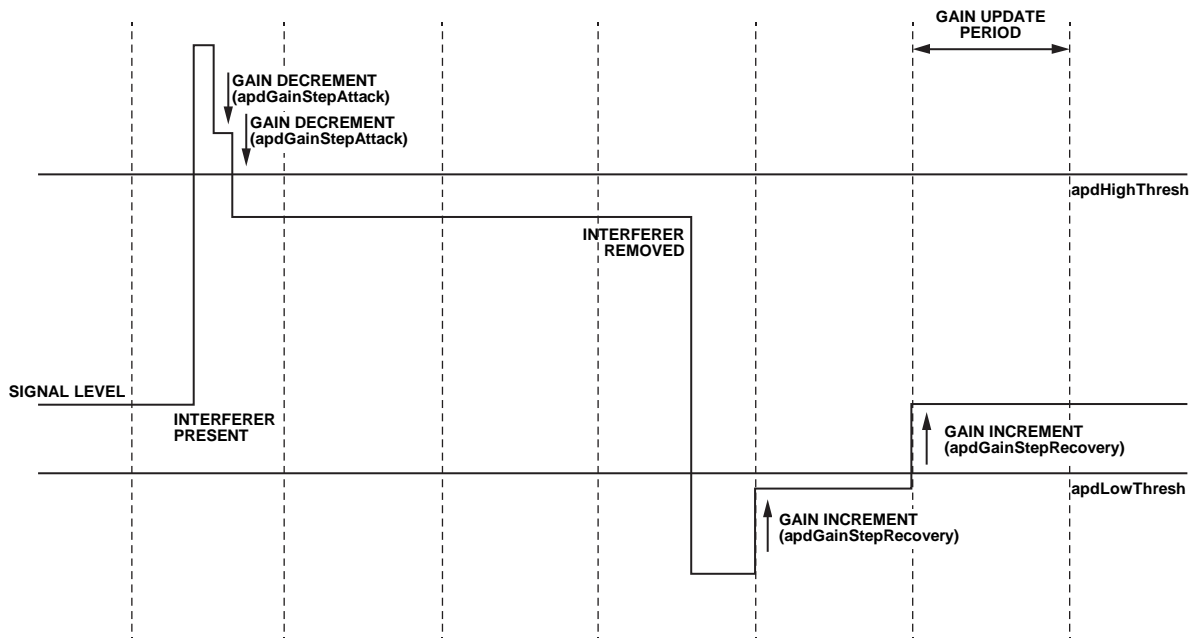 GAIN UPDATE
PERIOD
GAIN DECREMENT
(apdGainStepAttack)
GAIN DECREMENT
(apdGainStepAttack)
apdHighThresh
INTERFERER
REMOVED
SIGNAL LEVEL
INTERFERER
PRESENT
GAIN INCREMENT
(apdGainStepRecovery)
apdLowThresh
GAIN INCREMENT
(apdGainStepRecovery)